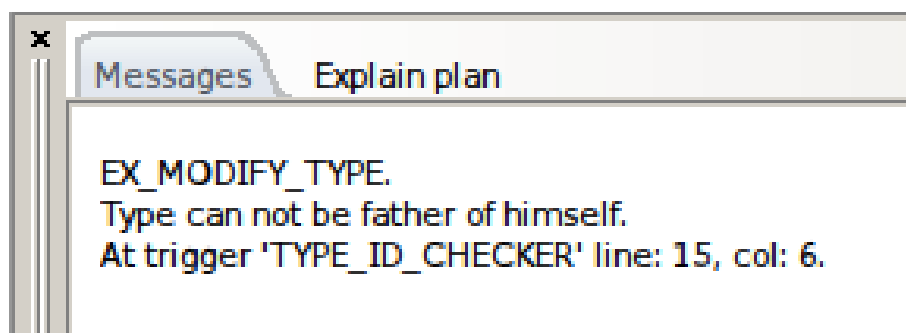 Messages Explain plan
EX_MODIFY_TYPE.
Type can not be father of himself.
At trigger 'TYPE_ID_CHECKER' line: 15, col: 6.